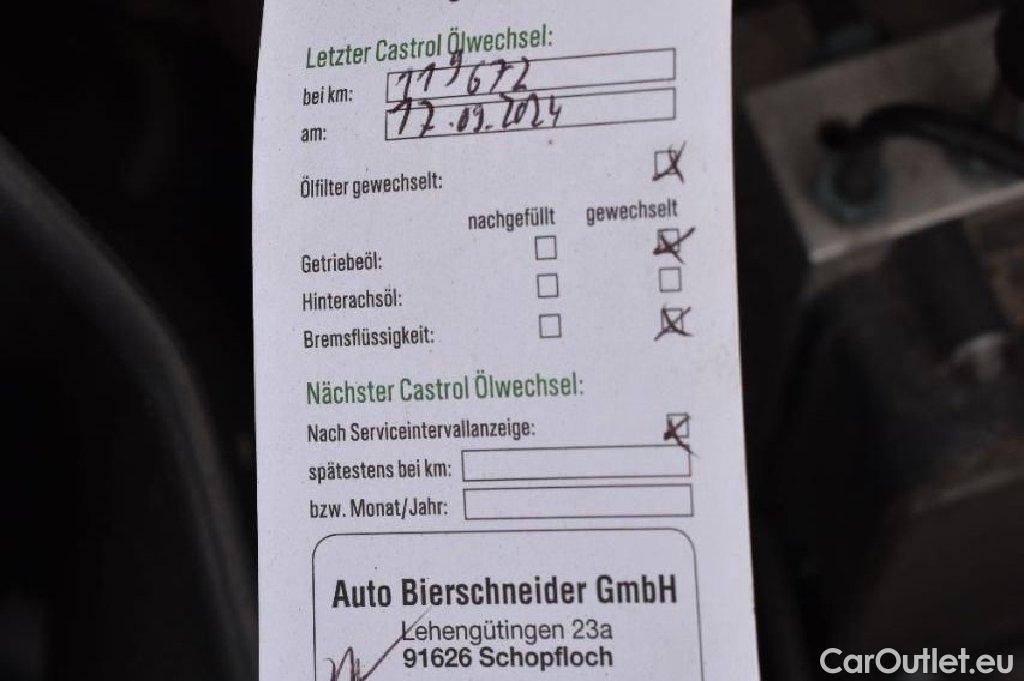 Letzter Castrol Ölwechsel:
bei km: 119672
am: 17.09.2024
Ölfilter gewechselt:
nachgefüllt gewechselt
Getriebeöl:
Hinterachsöl:
Bremsflüssigkeit:
Nächster Castrol Ölwechsel:
Nach Serviceintervallanzeige:
spätestens bei km:
bzw. Monat/Jahr:
Auto Bierschneider GmbH
Lehengütingen 23a
91626 Schopfloch
CarOutlet.eu